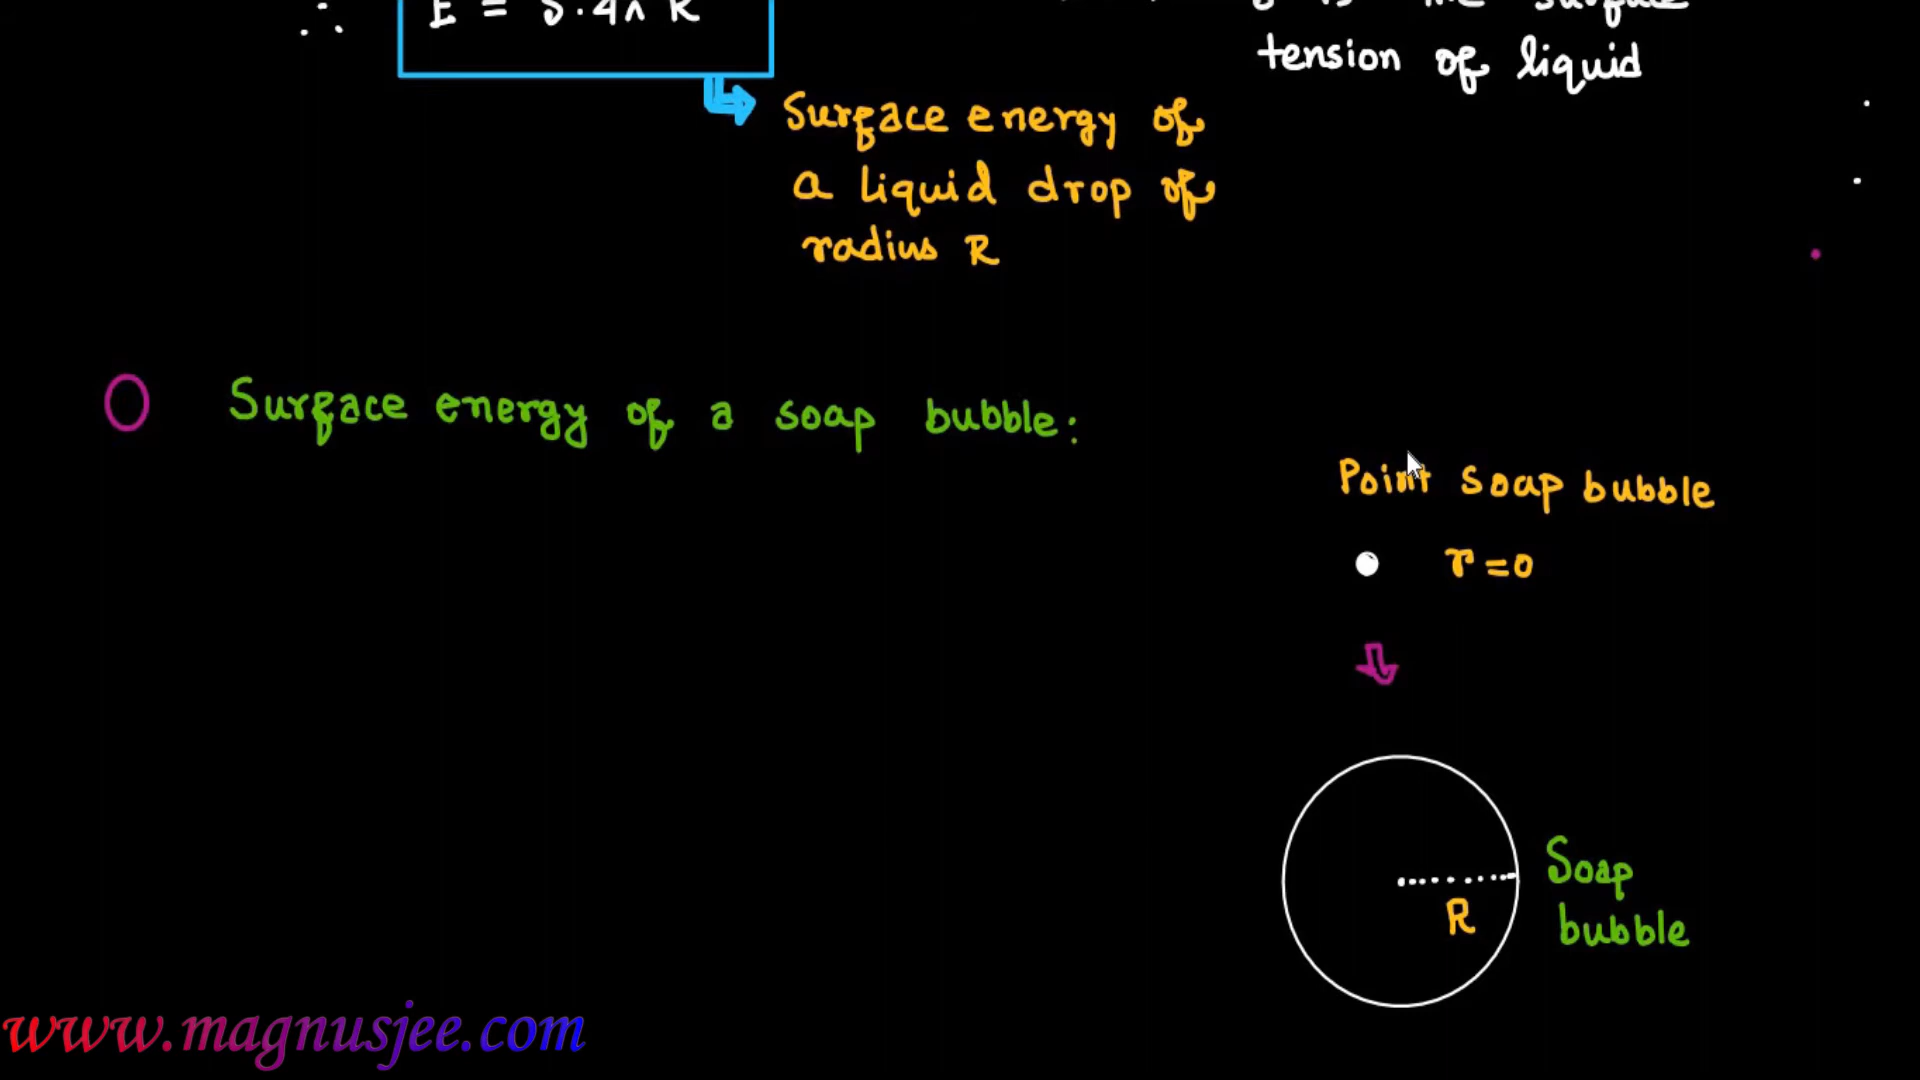 ∴ E = S.4π R
tension of liquid
Surface energy of
a liquid drop of
radius R
Surface energy of a soap bubble:
Point soap bubble
r = 0
R
Soap
bubble
www.magnusjee.com